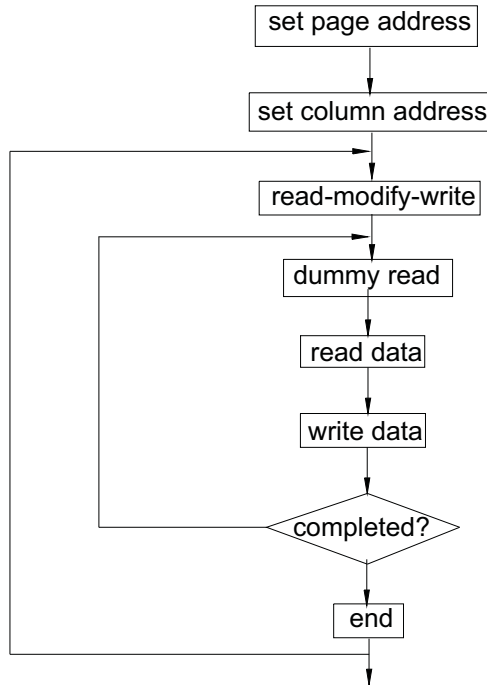 set page address
set column address
read-modify-write
dummy read
read data
write data
completed?
end